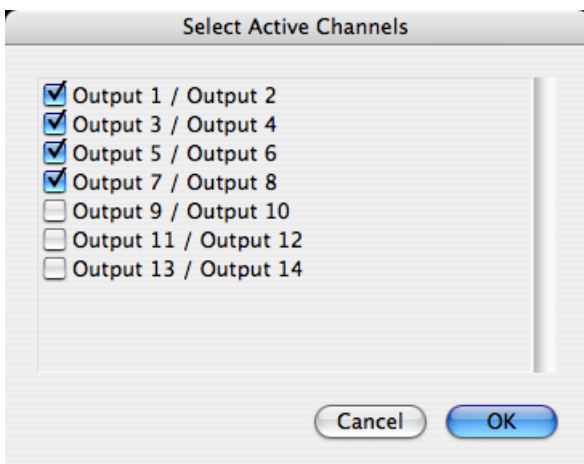 Select Active Channels
Output 1 / Output 2
Output 3 / Output 4
Output 5 / Output 6
Output 7 / Output 8
Output 9 / Output 10
Output 11 / Output 12
Output 13 / Output 14
Cancel OK